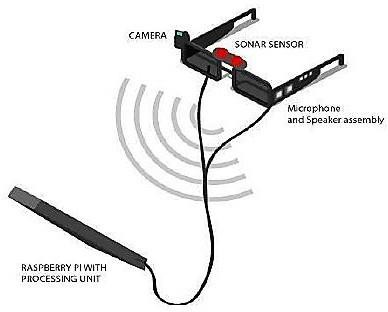 CAMERA
SONAR SENSOR
Microphone
and Speaker assembly
RASPBERRY PI WITH
PROCESSING UNIT